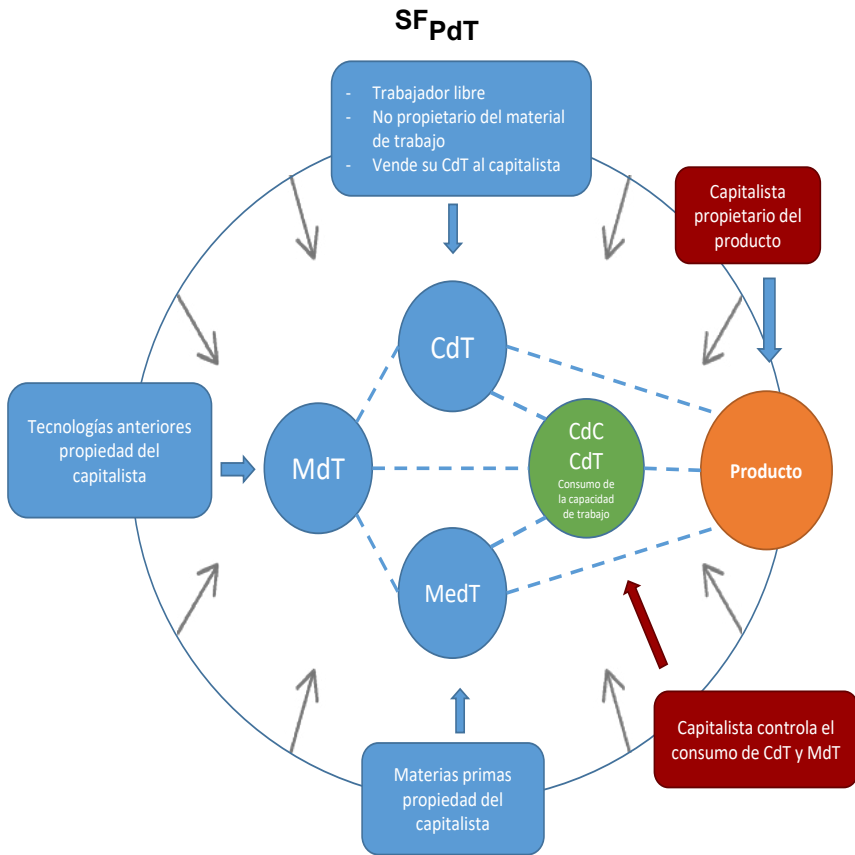 SFPdT
- Trabajador libre
- No propietario del material
de trabajo
- Vende su CdT al capitalista
Capitalista
propietario del
producto
CdT
Tecnologías anteriores
propiedad del
capitalista
MdT
CdC
CdT
Consumo de
la capacidad
de trabajo
Producto
MedT
Capitalista controla el
consumo de CdT y MdT
Materias primas
propiedad del
capitalista